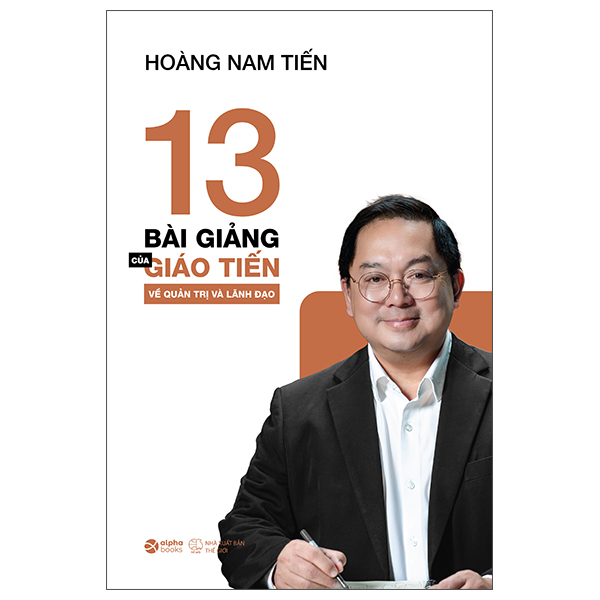 HOÀNG NAM TIẾN
13
BÀI GIẢNG
CỦA
GIÁO TIẾN
VỀ QUẢN TRỊ VÀ LÃNH ĐẠO
alpha
books
NHÀ XUẤT BẢN
THẾ GIỚI